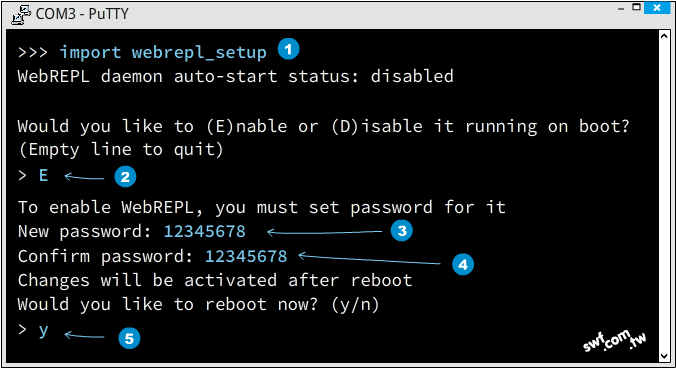 COM3 - PuTTY
>>> import webrepl_setup 1
WebREPL daemon auto-start status: disabled
Would you like to (E)nable or (D)isable it running on boot?
(Empty line to quit)
> E 2
To enable WebREPL, you must set password for it
New password: 12345678 3
Confirm password: 12345678 4
Changes will be activated after reboot
Would you like to reboot now? (y/n)
> y 5
swf.com.tw